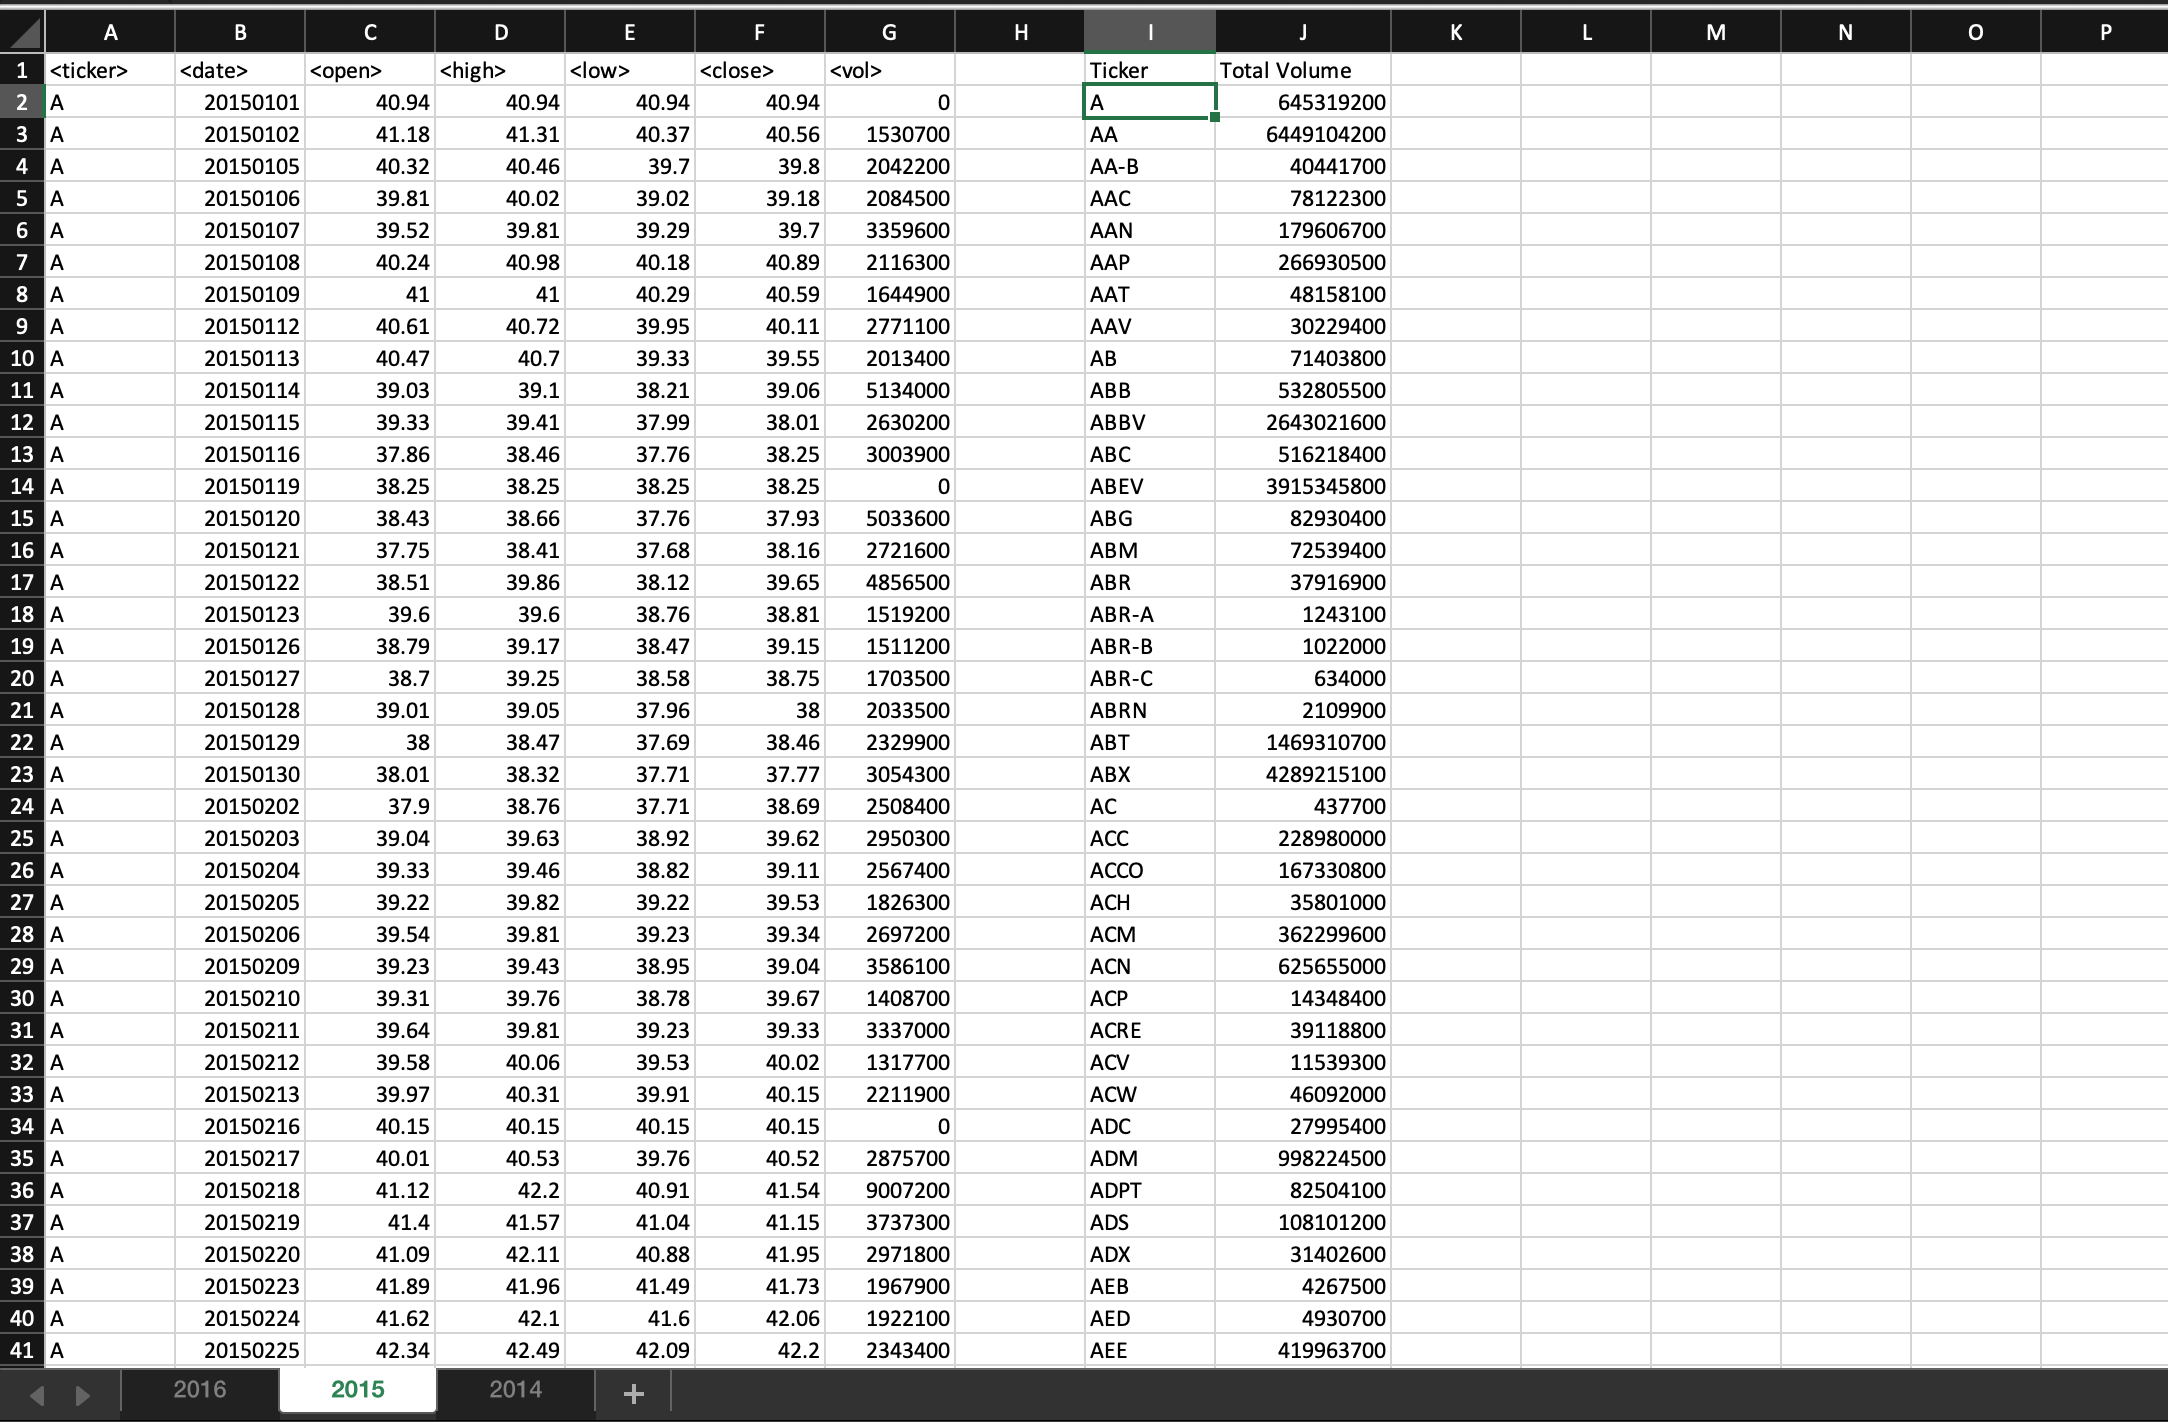 A B C D E F G H I J K L M N O P
1 <ticker> <date> <open> <high> <low> <close> <vol> Ticker Total Volume
2 A 20150101 40.94 40.94 40.94 40.94 0 A 645319200
3 A 20150102 41.18 41.31 40.37 40.56 1530700 AA 6449104200
4 A 20150105 40.32 40.46 39.7 39.8 2042200 AA-B 40441700
5 A 20150106 39.81 40.02 39.02 39.18 2084500 AAC 78122300
6 A 20150107 39.52 39.81 39.29 39.7 3359600 AAN 179606700
7 A 20150108 40.24 40.98 40.18 40.89 2116300 AAP 266930500
8 A 20150109 41 41 40.29 40.59 1644900 AAT 48158100
9 A 20150112 40.61 40.72 39.95 40.11 2771100 AAV 30229400
10 A 20150113 40.47 40.7 39.33 39.55 2013400 AB 71403800
11 A 20150114 39.03 39.1 38.21 39.06 5134000 ABB 532805500
12 A 20150115 39.33 39.41 37.99 38.01 2630200 ABBV 2643021600
13 A 20150116 37.86 38.46 37.76 38.25 3003900 ABC 516218400
14 A 20150119 38.25 38.25 38.25 38.25 0 ABEV 3915345800
15 A 20150120 38.43 38.66 37.76 37.93 5033600 ABG 82930400
16 A 20150121 37.75 38.41 37.68 38.16 2721600 ABM 72539400
17 A 20150122 38.51 39.86 38.12 39.65 4856500 ABR 37916900
18 A 20150123 39.6 39.6 38.76 38.81 1519200 ABR-A 1243100
19 A 20150126 38.79 39.17 38.47 39.15 1511200 ABR-B 1022000
20 A 20150127 38.7 39.25 38.58 38.75 1703500 ABR-C 634000
21 A 20150128 39.01 39.05 37.96 38 2033500 ABRN 2109900
22 A 20150129 38 38.47 37.69 38.46 2329900 ABT 1469310700
23 A 20150130 38.01 38.32 37.71 37.77 3054300 ABX 4289215100
24 A 20150202 37.9 38.76 37.71 38.69 2508400 AC 437700
25 A 20150203 39.04 39.63 38.92 39.62 2950300 ACC 228980000
26 A 20150204 39.33 39.46 38.82 39.11 2567400 ACCO 167330800
27 A 20150205 39.22 39.82 39.22 39.53 1826300 ACH 35801000
28 A 20150206 39.54 39.81 39.23 39.34 2697200 ACM 362299600
29 A 20150209 39.23 39.43 38.95 39.04 3586100 ACN 625655000
30 A 20150210 39.31 39.76 38.78 39.67 1408700 ACP 14348400
31 A 20150211 39.64 39.81 39.23 39.33 3337000 ACRE 39118800
32 A 20150212 39.58 40.06 39.53 40.02 1317700 ACV 11539300
33 A 20150213 39.97 40.31 39.91 40.15 2211900 ACW 46092000
34 A 20150216 40.15 40.15 40.15 40.15 0 ADC 27995400
35 A 20150217 40.01 40.53 39.76 40.52 2875700 ADM 998224500
36 A 20150218 41.12 42.2 40.91 41.54 9007200 ADPT 82504100
37 A 20150219 41.4 41.57 41.04 41.15 3737300 ADS 108101200
38 A 20150220 41.09 42.11 40.88 41.95 2971800 ADX 31402600
39 A 20150223 41.89 41.96 41.49 41.73 1967900 AEB 4267500
40 A 20150224 41.62 42.1 41.6 42.06 1922100 AED 4930700
41 A 20150225 42.34 42.49 42.09 42.2 2343400 AEE 419963700
2016 2015 2014 +